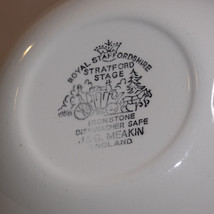 ROYAL STAFFORDSHIRE
STRATFORD
STAGE
IRONSTONE
DISHWASHER SAFE
J.&G. MEAKIN
ENGLAND